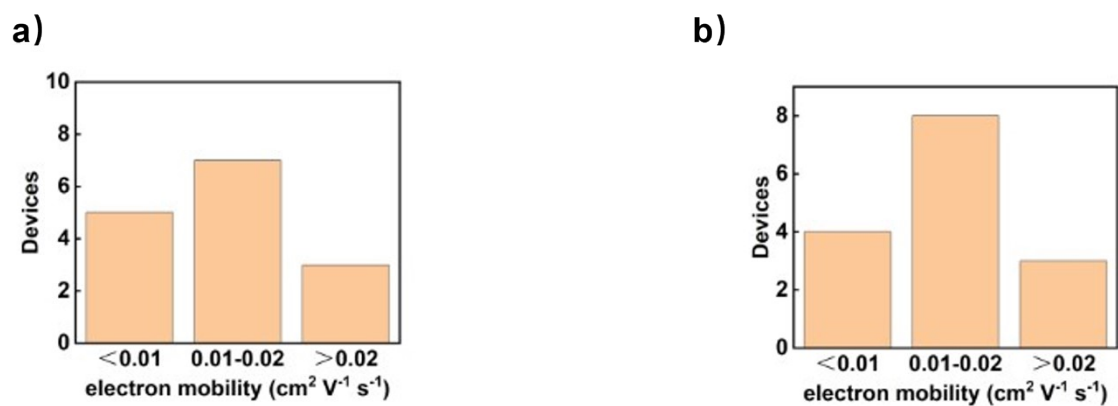 a)
10
8
6
4
2
0
Devices
<0.01 0.01-0.02 >0.02
electron mobility (cm² V⁻¹ s⁻¹)
b)
8
6
4
2
0
Devices
<0.01 0.01-0.02 >0.02
electron mobility (cm² V⁻¹ s⁻¹)